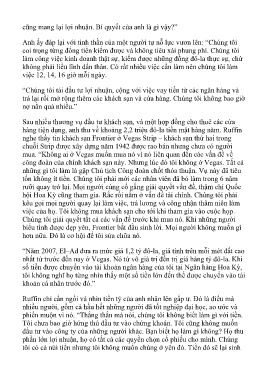 cũng mang lại lợi nhuận. Bí quyết của anh là gì vậy?"
Anh ấy đáp lại với tinh thần của một người tự nỗ lực vươn lên: "Chúng tôi
coi trọng từng đồng tiền kiếm được và không tiêu xài phung phí. Chúng tôi
làm công việc kinh doanh thật sự, kiếm được những đồng đô-la thực sự, chứ
không phải liều lĩnh dấn thân. Có rất nhiều việc cần làm nên chúng tôi làm
việc 12, 14, 16 giờ mỗi ngày.
"Chúng tôi tái đầu tư lợi nhuận, cộng với việc vay tiền từ các ngân hàng và
trả lại rồi mở rộng thêm các khách sạn và cửa hàng. Chúng tôi không bao giờ
nợ nần quá nhiều."
Sau nhiều thương vụ đầu tư khách sạn, và một hợp đồng cho thuê các cửa
hàng tiện dụng, anh thu về khoảng 2,2 triệu đô-la tiền mặt hàng năm. Ruffin
nghe thấy tin khách sạn Frontier ở Vegas Strip – khách sạn thứ hai trong
chuỗi Strip được xây dựng năm 1942 được rao bán nhưng chưa có người
mua. "Không ai ở Vegas muốn mua nó vì nó liên quan đến các vấn đề về
công đoàn của chính khách sạn này. Nhưng lúc đó tôi không ở Vegas. Tất cả
những gì tôi làm là gặp Chủ tịch Công đoàn chốt thỏa thuận. Vụ này đã tiêu
tốn không ít tiền. Chúng tôi phải mời các nhân viên đã bỏ làm trong 6 năm
rưỡi quay trở lại. Mọi người cùng cố gắng giải quyết vấn đề, thậm chí Quốc
hội Hoa Kỳ cũng tham gia. Rắc rối nằm ở vấn đề tài chính. Chúng tôi phải
kêu gọi mọi người quay lại làm việc, trả lương và công nhận thâm niên làm
việc của họ. Tôi không mua khách sạn cho tới khi tham gia vào cuộc họp.
Chúng tôi giải quyết tất cả các vấn đề trước khi mua nó. Khi những người
biểu tình được dẹp yên, Frontier bắt đầu sinh lời. Mọi người không muốn gì
hơn nữa. Đó là cơ hội để tôi sửa chữa nó.
"Năm 2007, El-Ad đưa ra mức giá 1,2 tỷ đô-la, giá tính trên mỗi mét đất cao
nhất từ trước đến nay ở Vegas. Nó từ vô giá trị đến trị giá hàng tỷ đô-la. Khi
số tiền được chuyển vào tài khoản ngân hàng của tôi tại Ngân hàng Hoa Kỳ,
tôi không nghĩ họ từng nhìn thấy một số tiền lớn đến thế được chuyển vào tài
khoản cá nhân trước đó."
Ruffin chỉ cần ngồi và nhìn tiền tỷ của anh nhân lên gấp tư. Đó là điều mà
nhiều người, gồm cả hầu hết những người đã tốt nghiệp đại học, ao ước và
phiền muộn vì nó. "Thẳng thắn mà nói, chúng tôi không biết làm gì với tiền.
Tôi chưa bao giờ hứng thú đầu tư vào chứng khoán. Tôi cũng không muốn
đầu tư vào công ty của những người khác. Bạn biết họ làm gì không? Họ thu
phần lớn lợi nhuận, họ có tất cả các quyền chọn cổ phiếu cho mình. Chúng
tôi có cả núi tiền nhưng tôi không muốn chúng ở yên đó. Tiền đó sẽ lại sinh